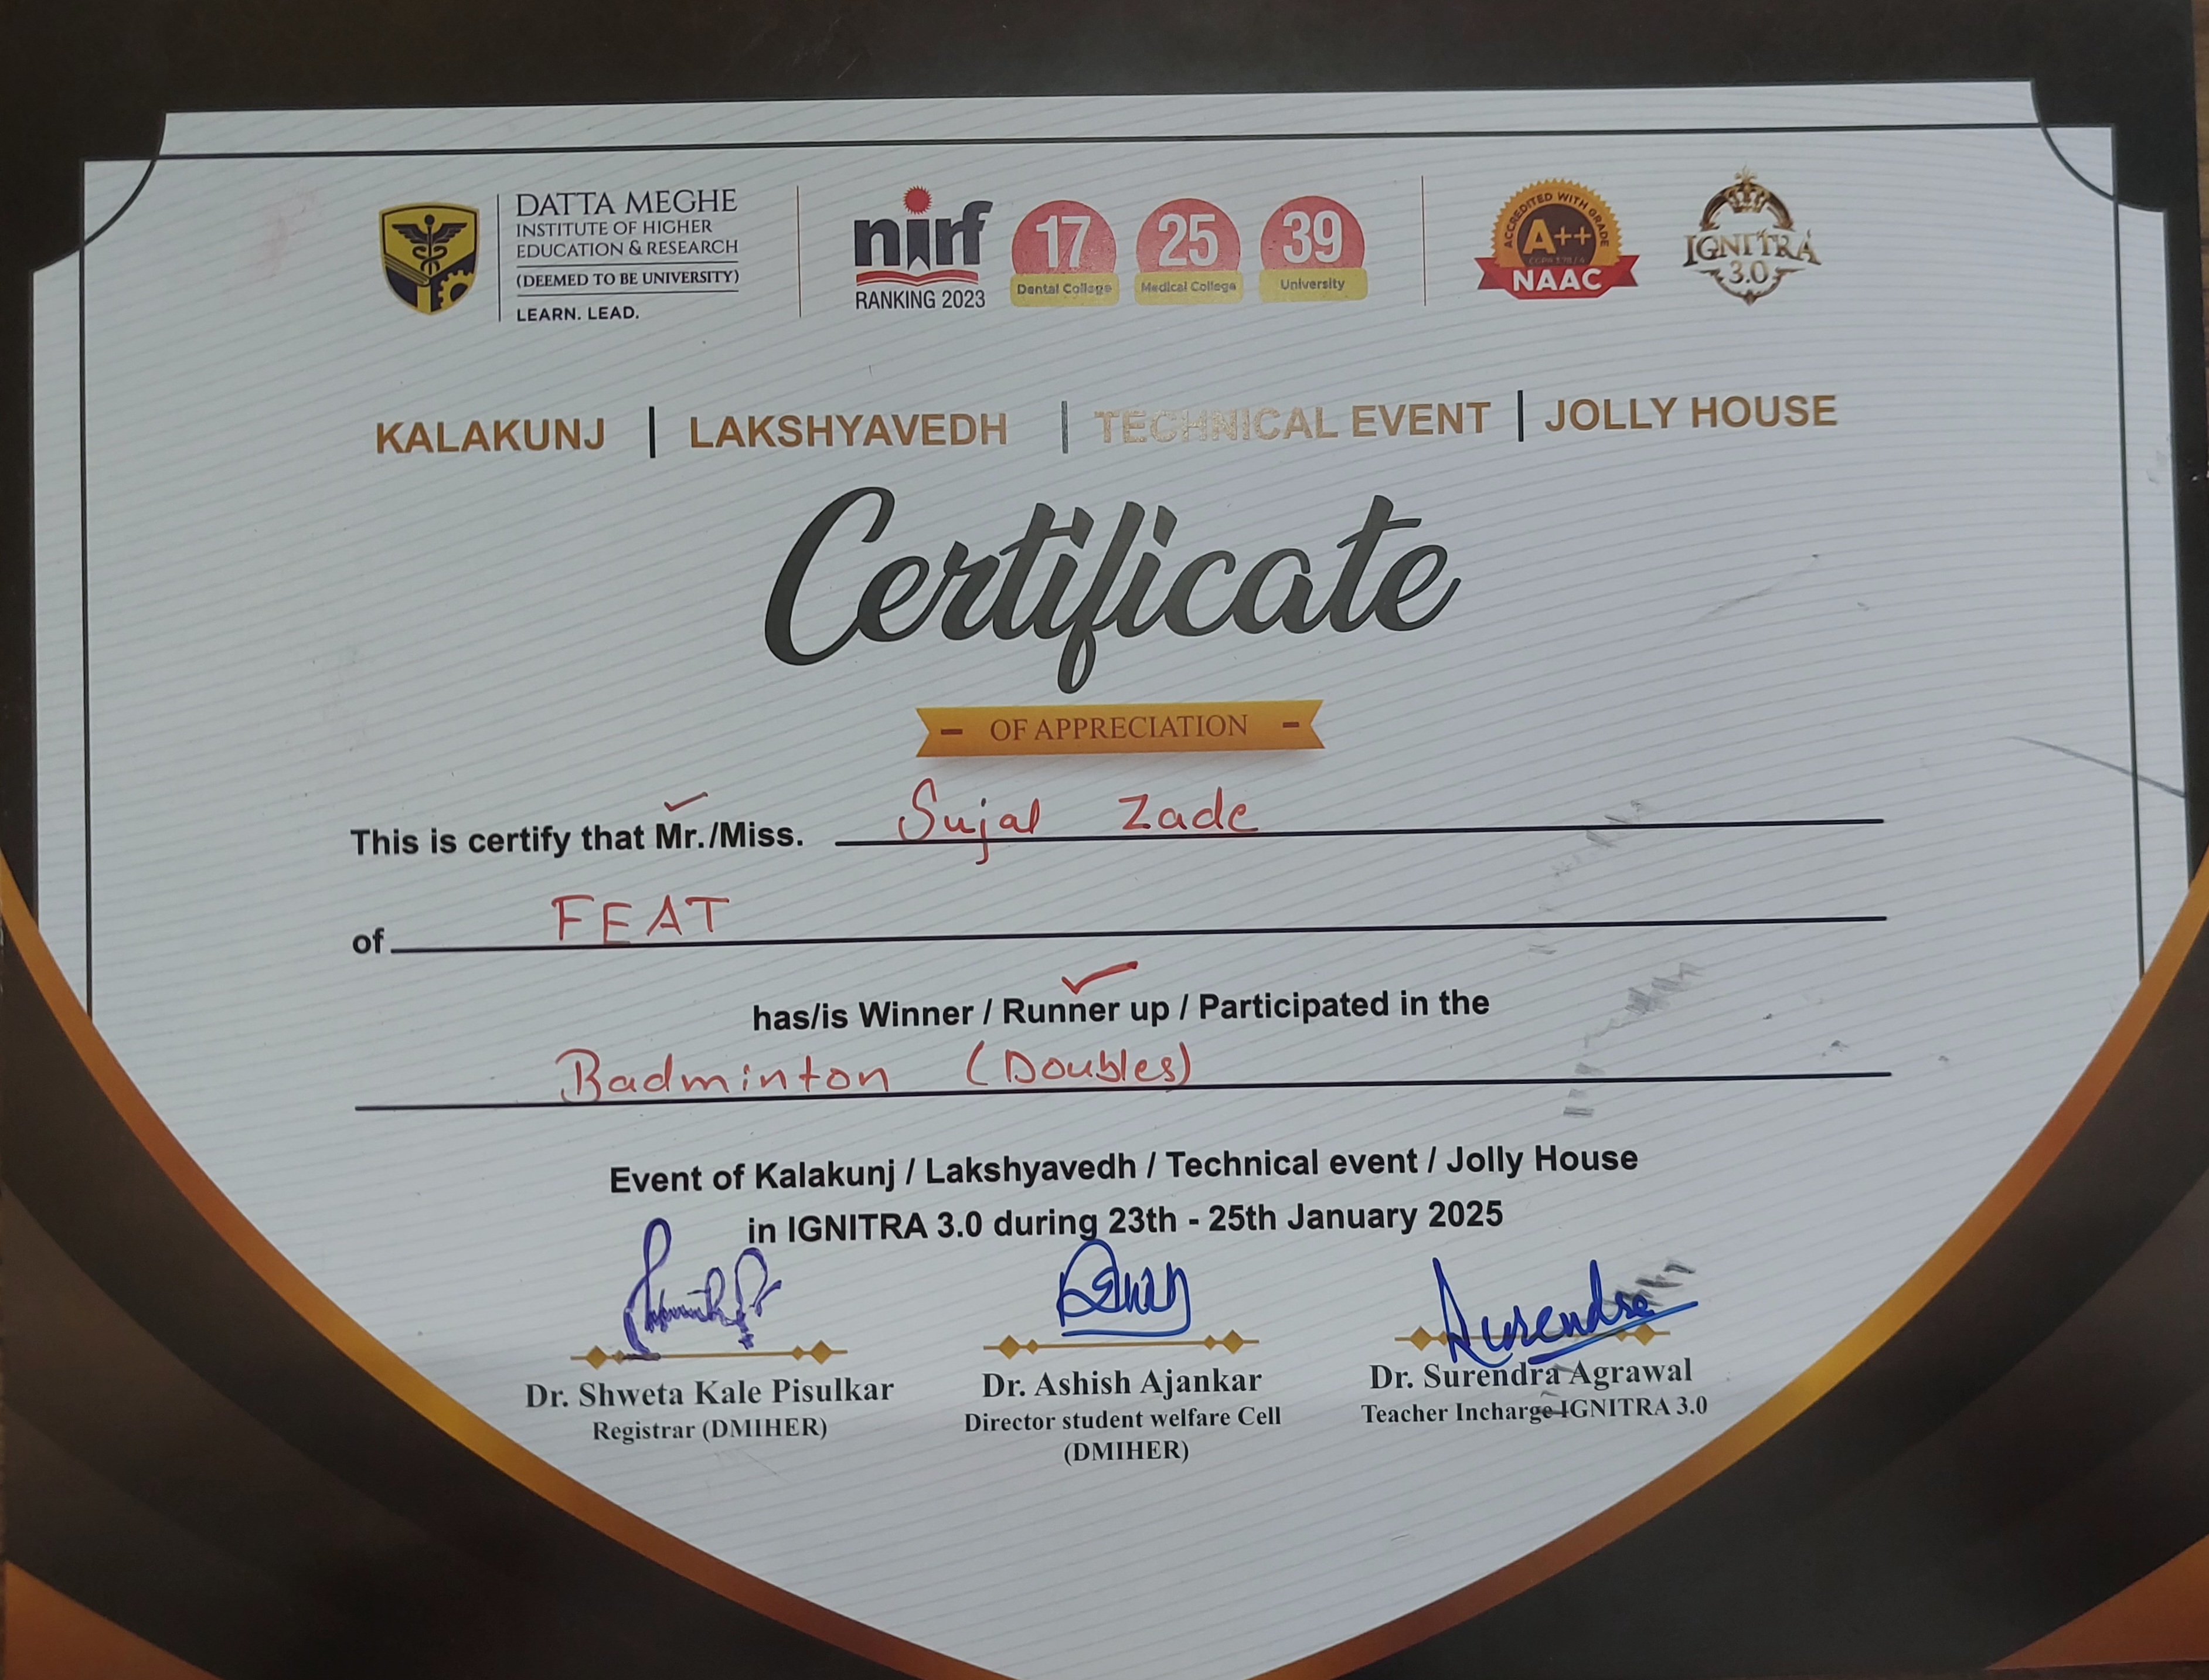 DATTA MEGHE
INSTITUTE OF HIGHER
EDUCATION & RESEARCH
(DEEMED TO BE UNIVERSITY)
LEARN. LEAD.
nirf
RANKING 2023
17
Dental College
25
Medical College
39
University
ACCREDITED WITH GRADE
A++
NAAC
IGNITRA
3.0
KALAKUNJ | LAKSHYAVEDH | TECHNICAL EVENT | JOLLY HOUSE
Certificate
- OF APPRECIATION -
This is certify that Mr./Miss. Sujal Zade
of FEAT
has/is Winner / Runner up / Participated in the
Badminton (Doubles)
Event of Kalakunj / Lakshyavedh / Technical event / Jolly House
in IGNITRA 3.0 during 23th - 25th January 2025
Surendra
Dr. Shweta Kale Pisulkar
Registrar (DMIHER)
Dr. Ashish Ajankar
Director student welfare Cell
(DMIHER)
Dr. Surendra Agrawal
Teacher Incharge IGNITRA 3.0